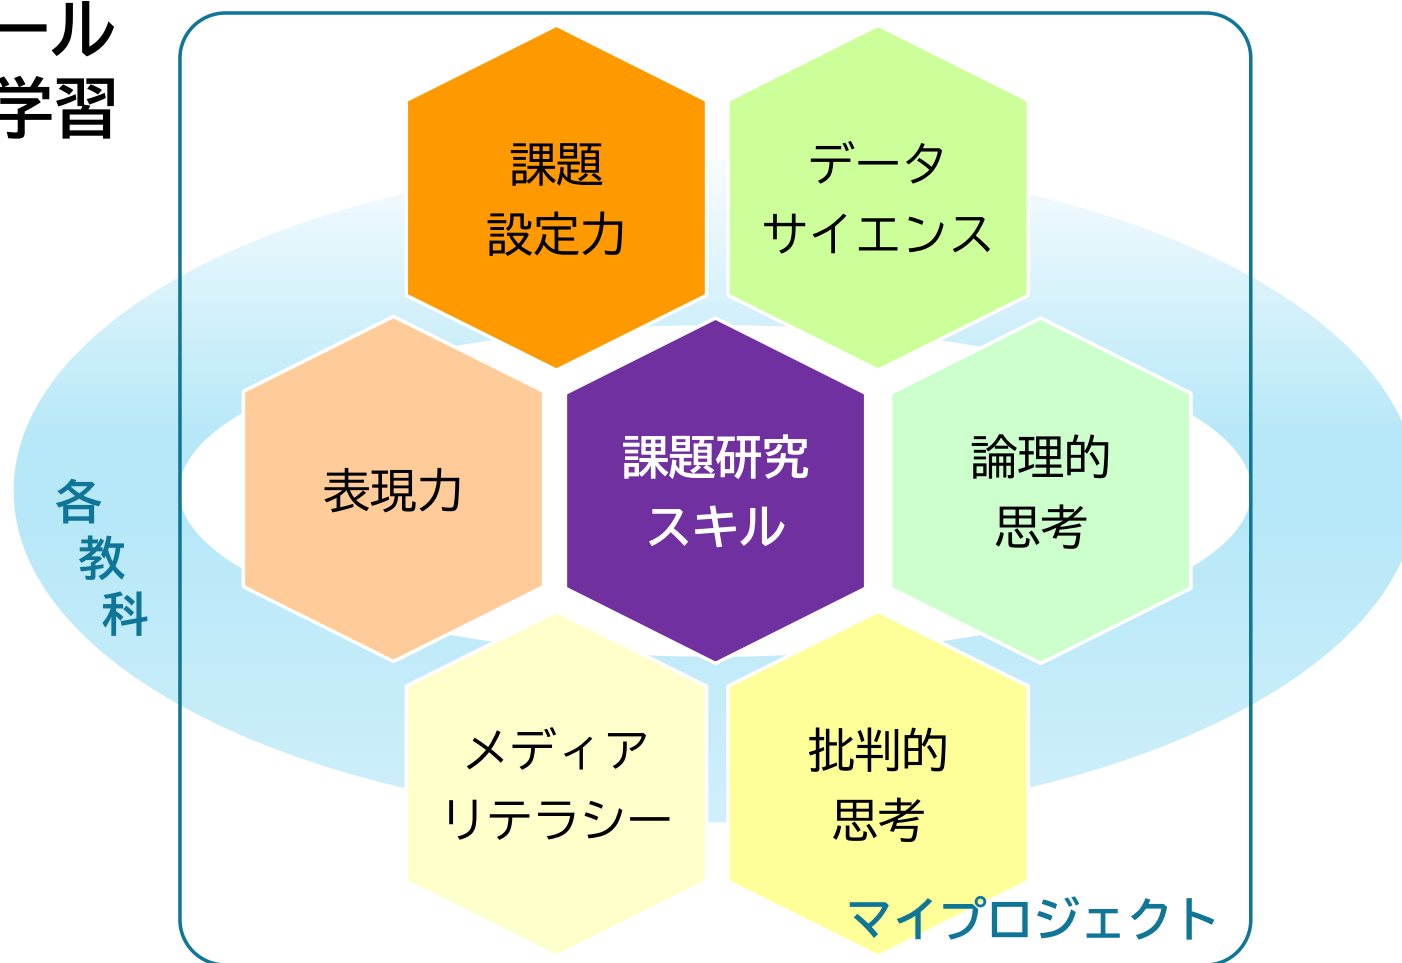 ール
学習
課題
設定力
データ
サイエンス
表現力
課題研究
スキル
論理的
思考
各
教
科
メディア
リテラシー
批判的
思考
マイプロジェクト